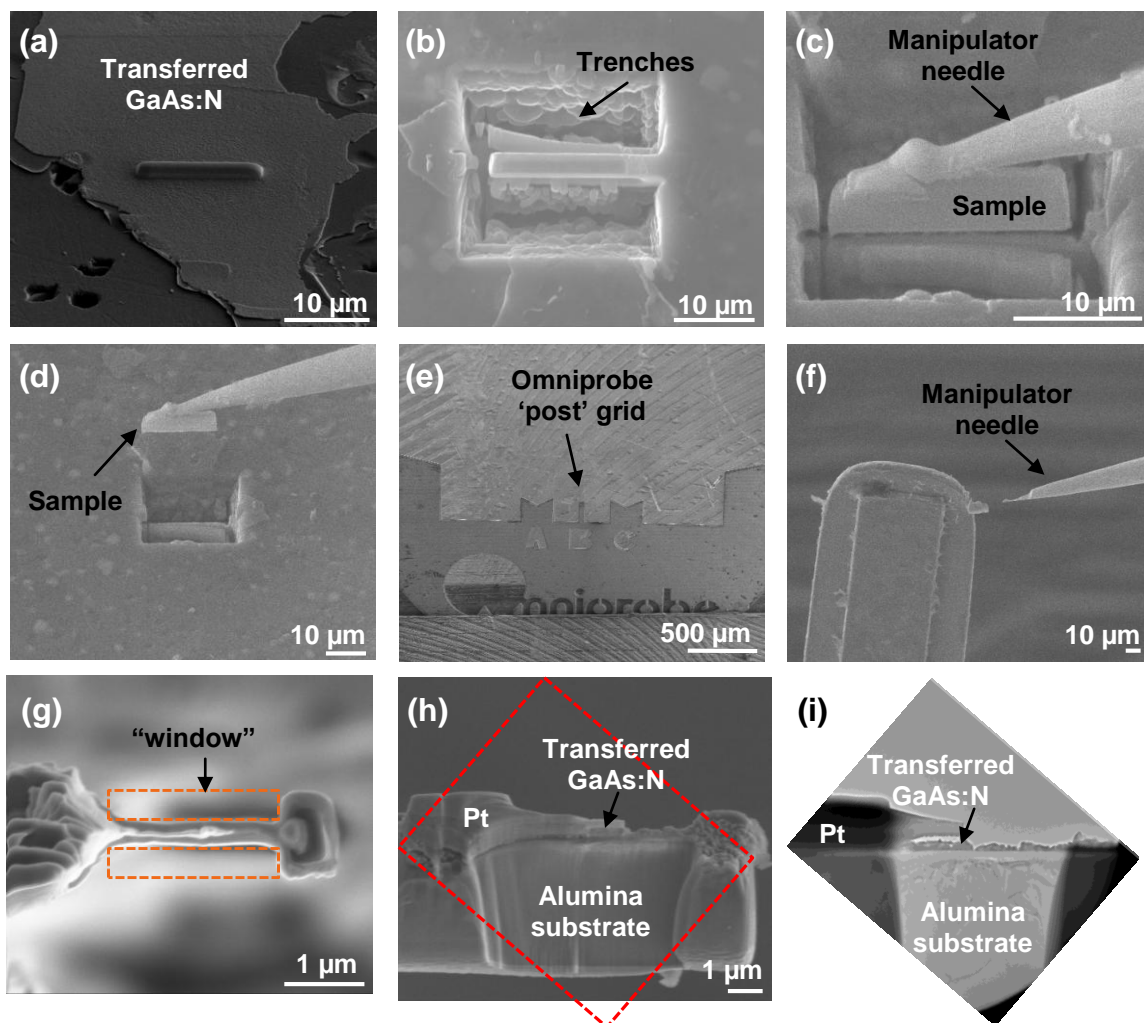 (a)
Transferred
GaAs:N
10 µm
(b)
Trenches
10 µm
(c)
Manipulator
needle
Sample
10 µm
(d)
Sample
10 µm
(e)
Omniprobe
‘post’ grid
A B C
mniprobe
500 µm
(f)
Manipulator
needle
10 µm
(g)
“window”
1 µm
(h)
Transferred
GaAs:N
Pt
Alumina
substrate
1 µm
(i)
Transferred
GaAs:N
Pt
Alumina
substrate